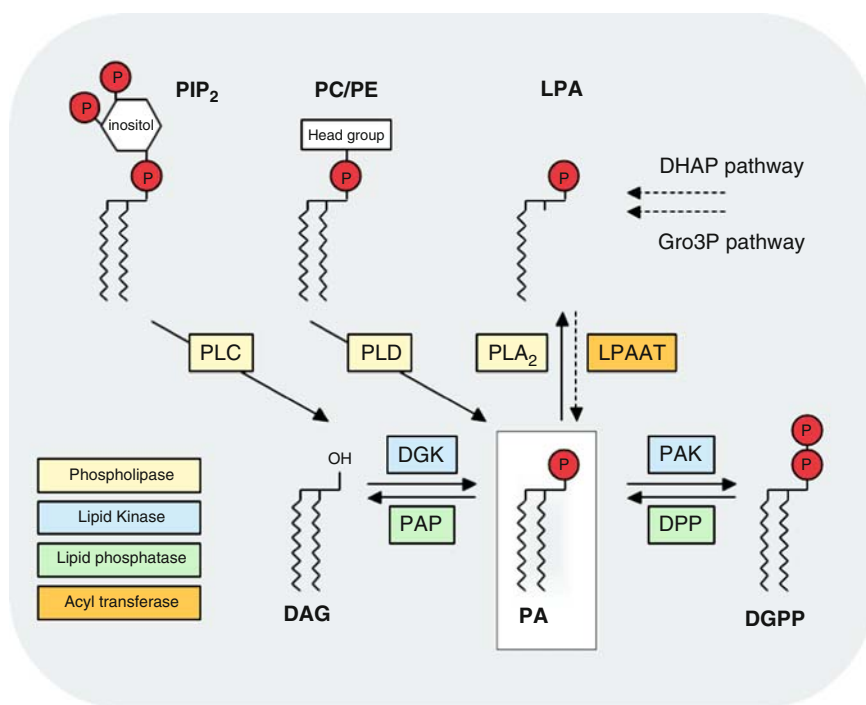 PIP₂
PC/PE
LPA
P
P
inositol
P
Head group
P
P
DHAP pathway
Gro3P pathway
PLC
PLD
PLA₂
LPAAT
Phospholipase
Lipid Kinase
Lipid phosphatase
Acyl transferase
OH
DGK
PAP
P
PAK
DPP
P
P
DAG
PA
DGPP